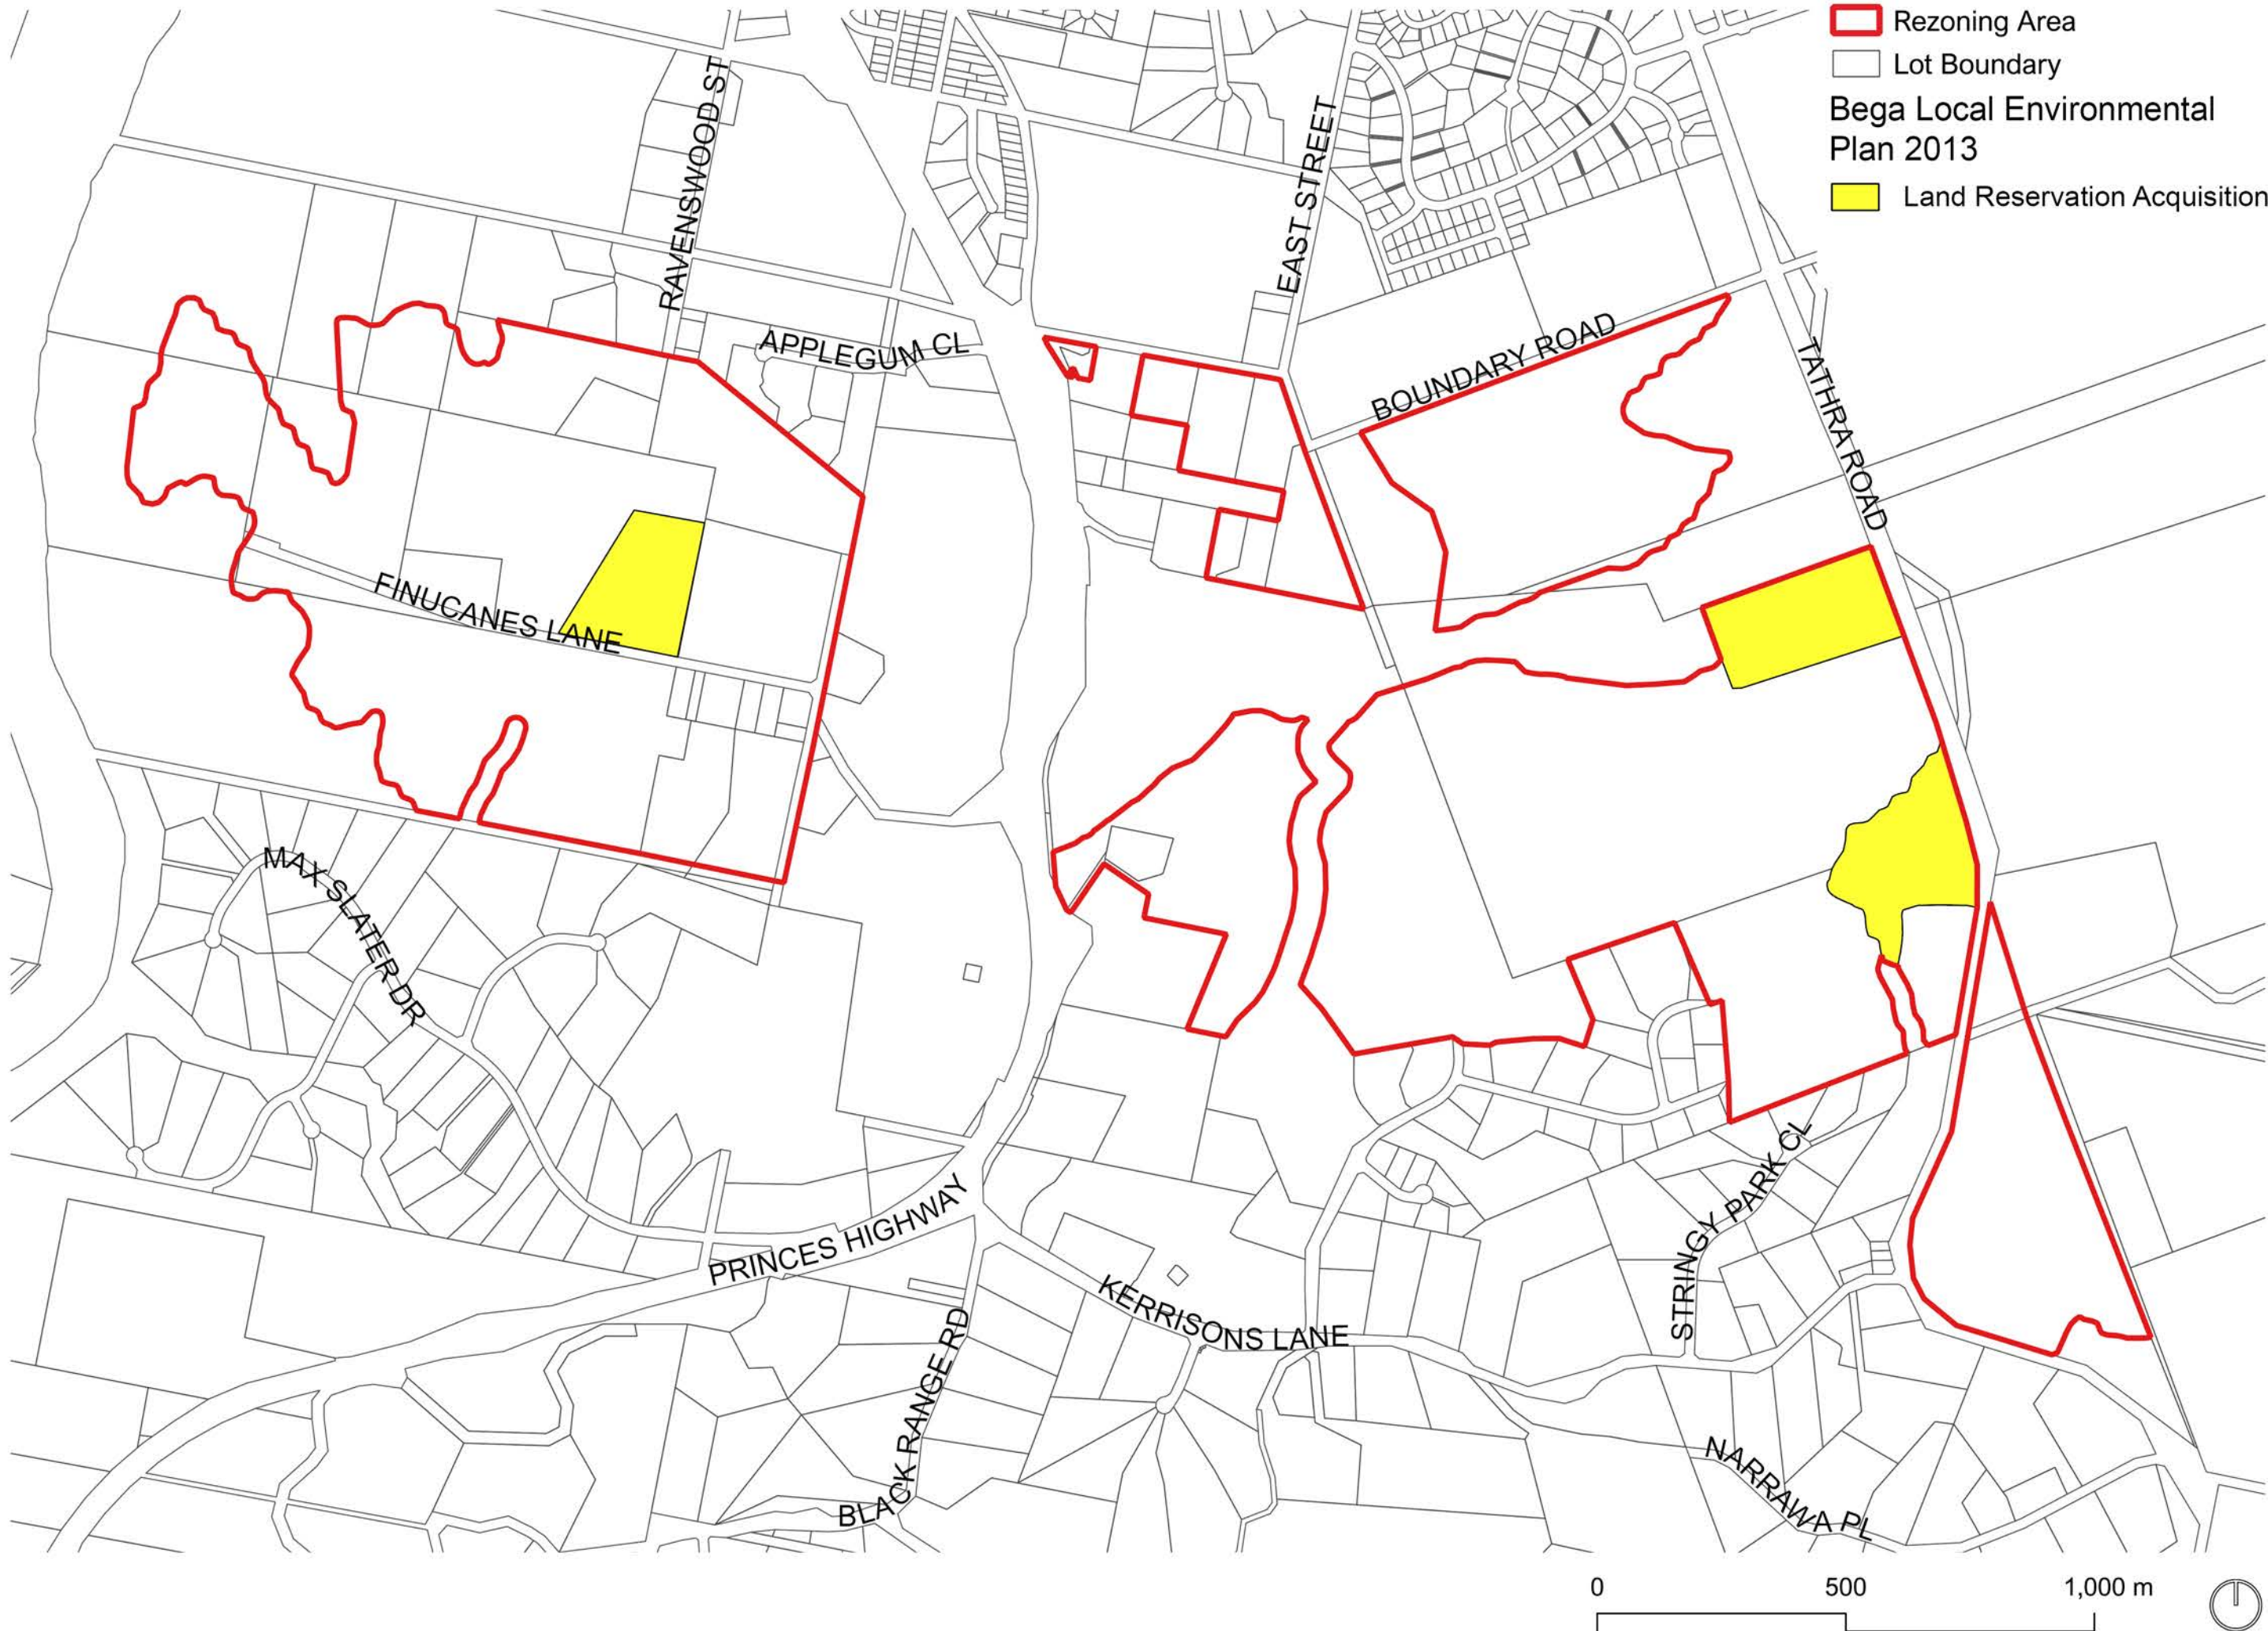 Rezoning Area
Lot Boundary
Bega Local Environmental
Plan 2013
Land Reservation Acquisition
RAVENSWOOD ST
EAST STREET
APPLEGUM CL
BOUNDARY ROAD
TATHRA ROAD
FINUCANES LANE
MAX SLATER DR
PRINCES HIGHWAY
STRINGY PARK CL
KERRISONS LANE
BLACK RANGE RD
NARRAWA PL
0 500 1,000 m